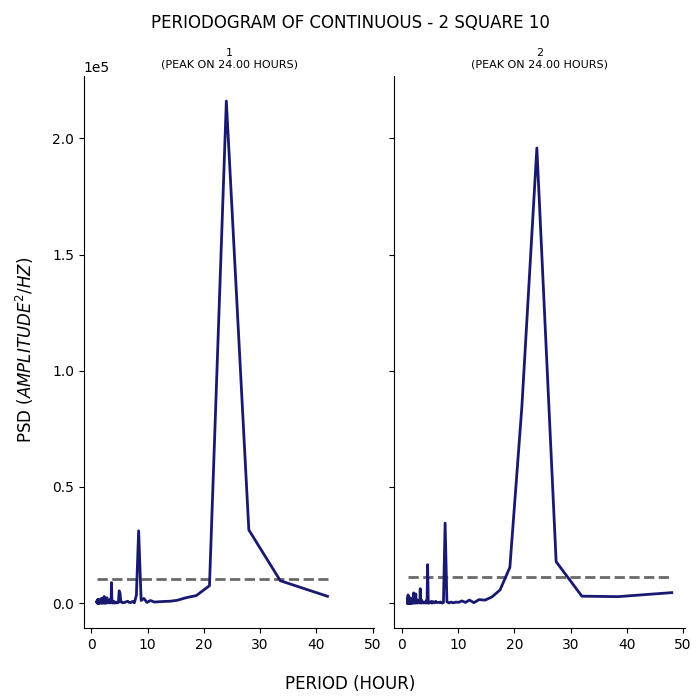 PERIODOGRAM OF CONTINUOUS - 2 SQUARE 10
1
(PEAK ON 24.00 HOURS)
2
(PEAK ON 24.00 HOURS)
1e5
2.0
1.5
1.0
0.5
0.0
PSD (AMPLITUDE²/HZ)
0 10 20 30 40 50
0 10 20 30 40 50
PERIOD (HOUR)